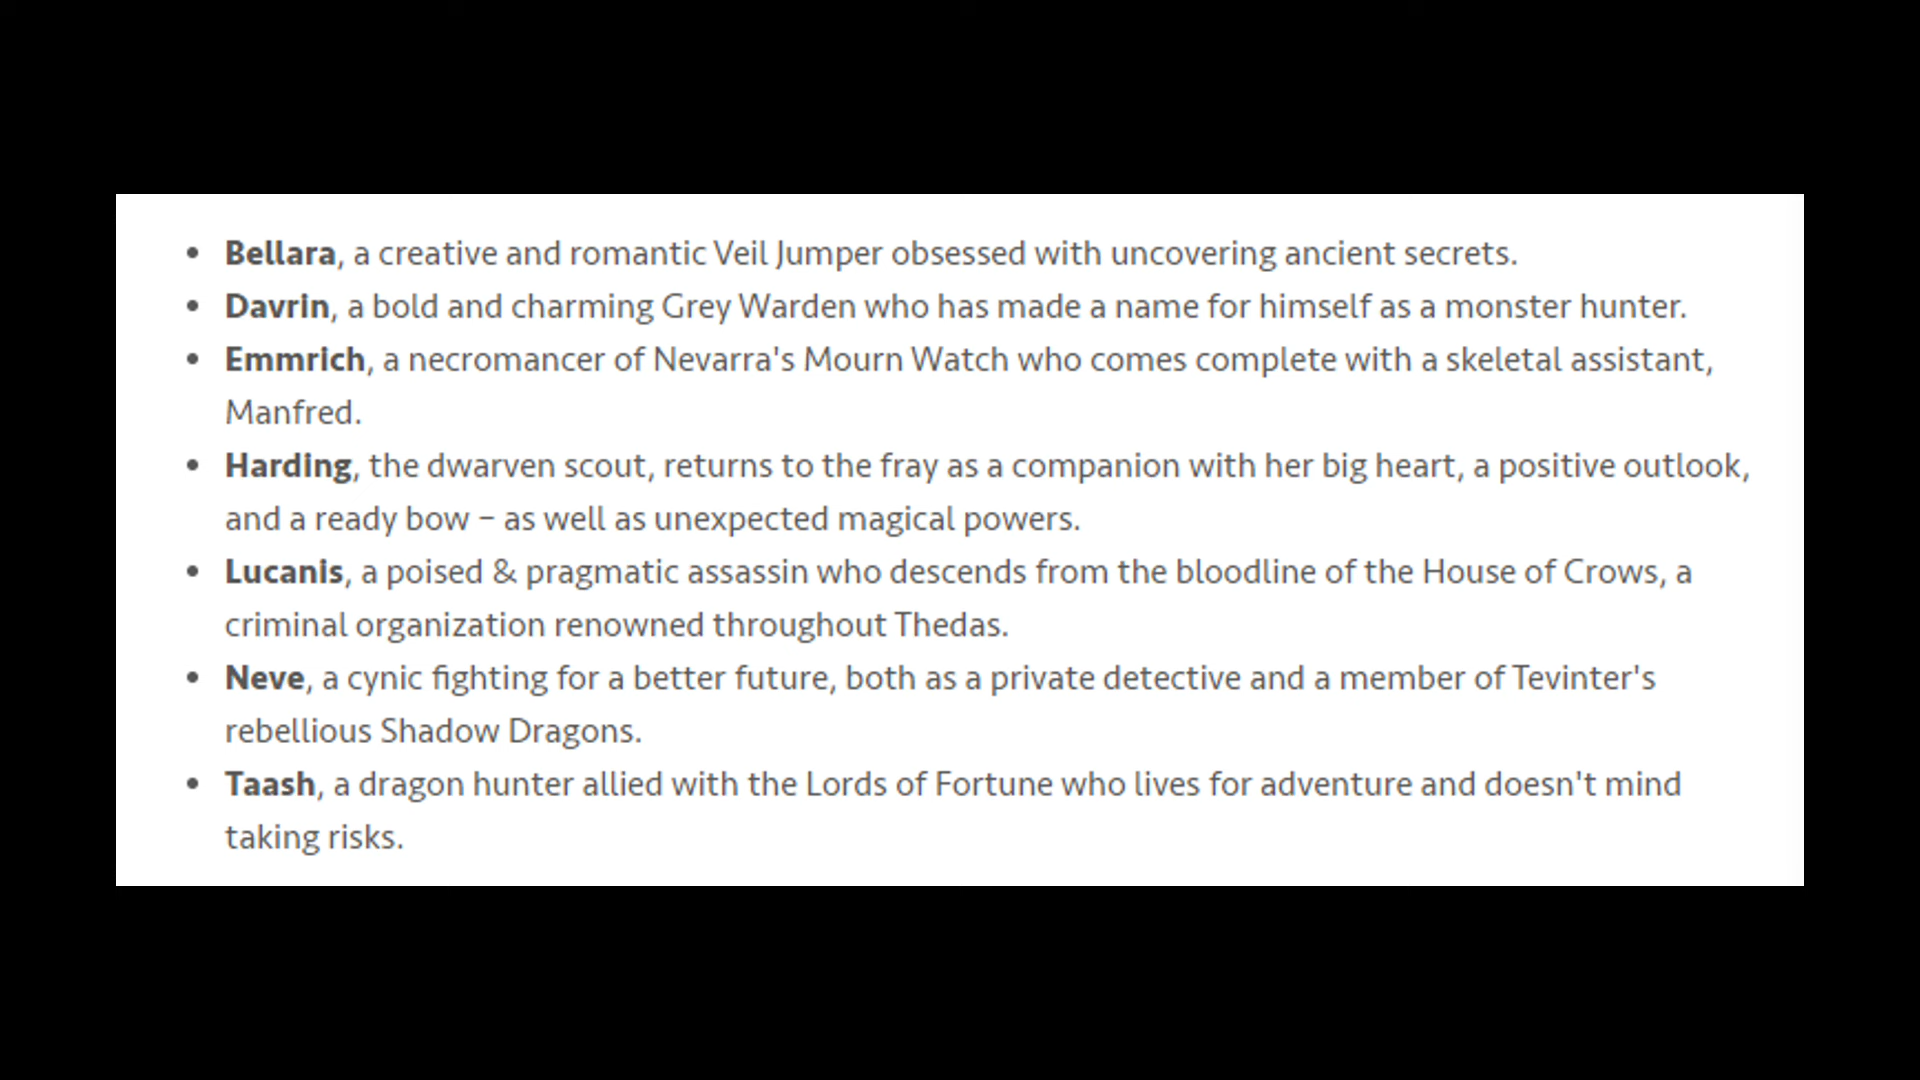 • Bellara, a creative and romantic Veil Jumper obsessed with uncovering ancient secrets.
• Davrin, a bold and charming Grey Warden who has made a name for himself as a monster hunter.
• Emmrich, a necromancer of Nevarra's Mourn Watch who comes complete with a skeletal assistant,
Manfred.
• Harding, the dwarven scout, returns to the fray as a companion with her big heart, a positive outlook,
and a ready bow – as well as unexpected magical powers.
• Lucanis, a poised & pragmatic assassin who descends from the bloodline of the House of Crows, a
criminal organization renowned throughout Thedas.
• Neve, a cynic fighting for a better future, both as a private detective and a member of Tevinter's
rebellious Shadow Dragons.
• Taash, a dragon hunter allied with the Lords of Fortune who lives for adventure and doesn't mind
taking risks.